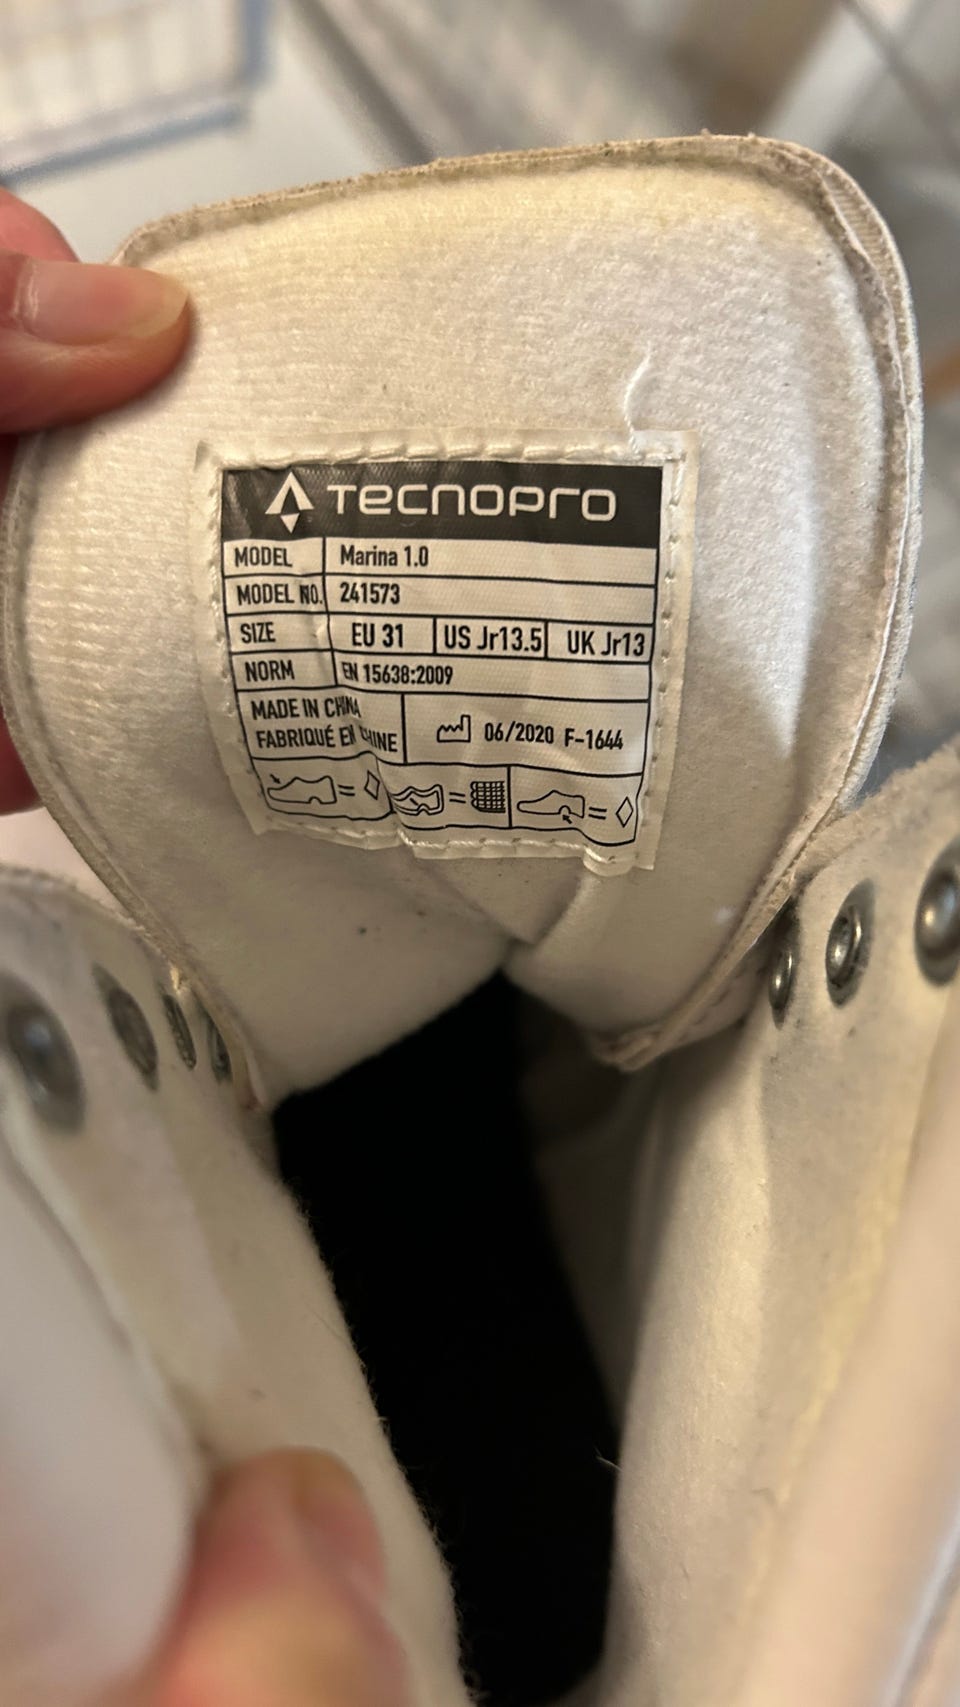 TECNOPRO
MODEL Marina 1.0
MODEL NO. 241573
SIZE EU 31 US Jr13.5 UK Jr13
NORM EN 15638:2009
MADE IN CHINA
FABRIQUÉ EN CHINE
06/2020 F-1644